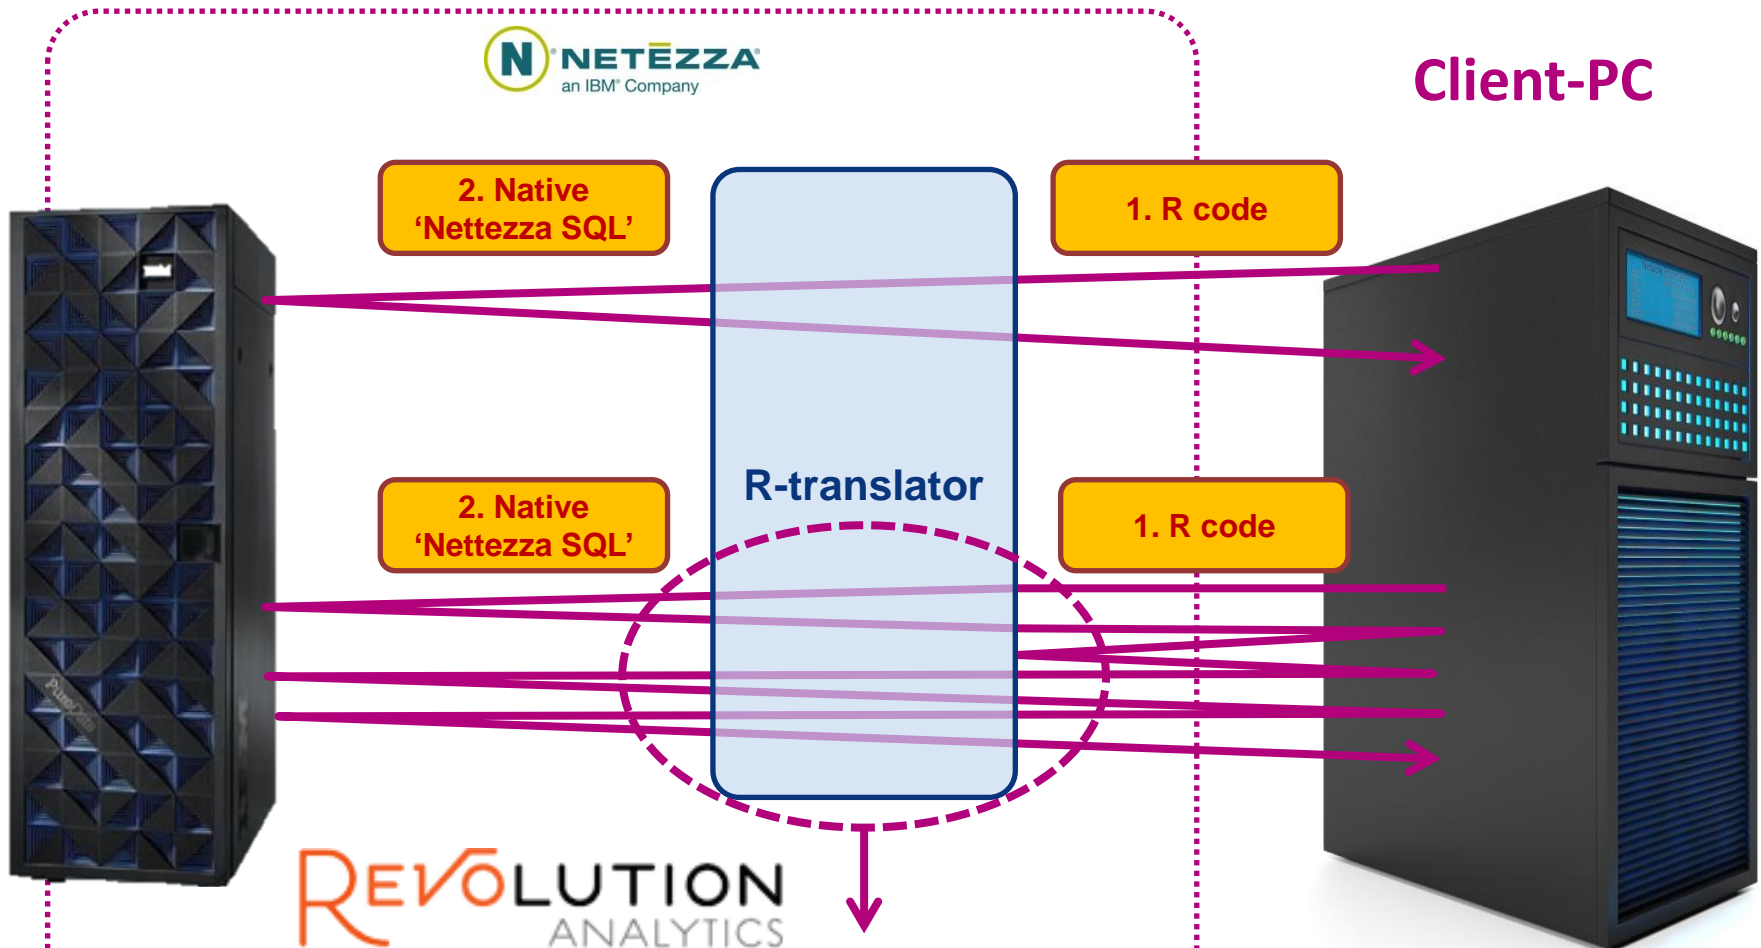 NETEZZA
an IBM® Company
Client-PC
2. Native
‘Nettezza SQL’
1. R code
R-translator
2. Native
‘Nettezza SQL’
1. R code
PureData
REVOLUTION
ANALYTICS